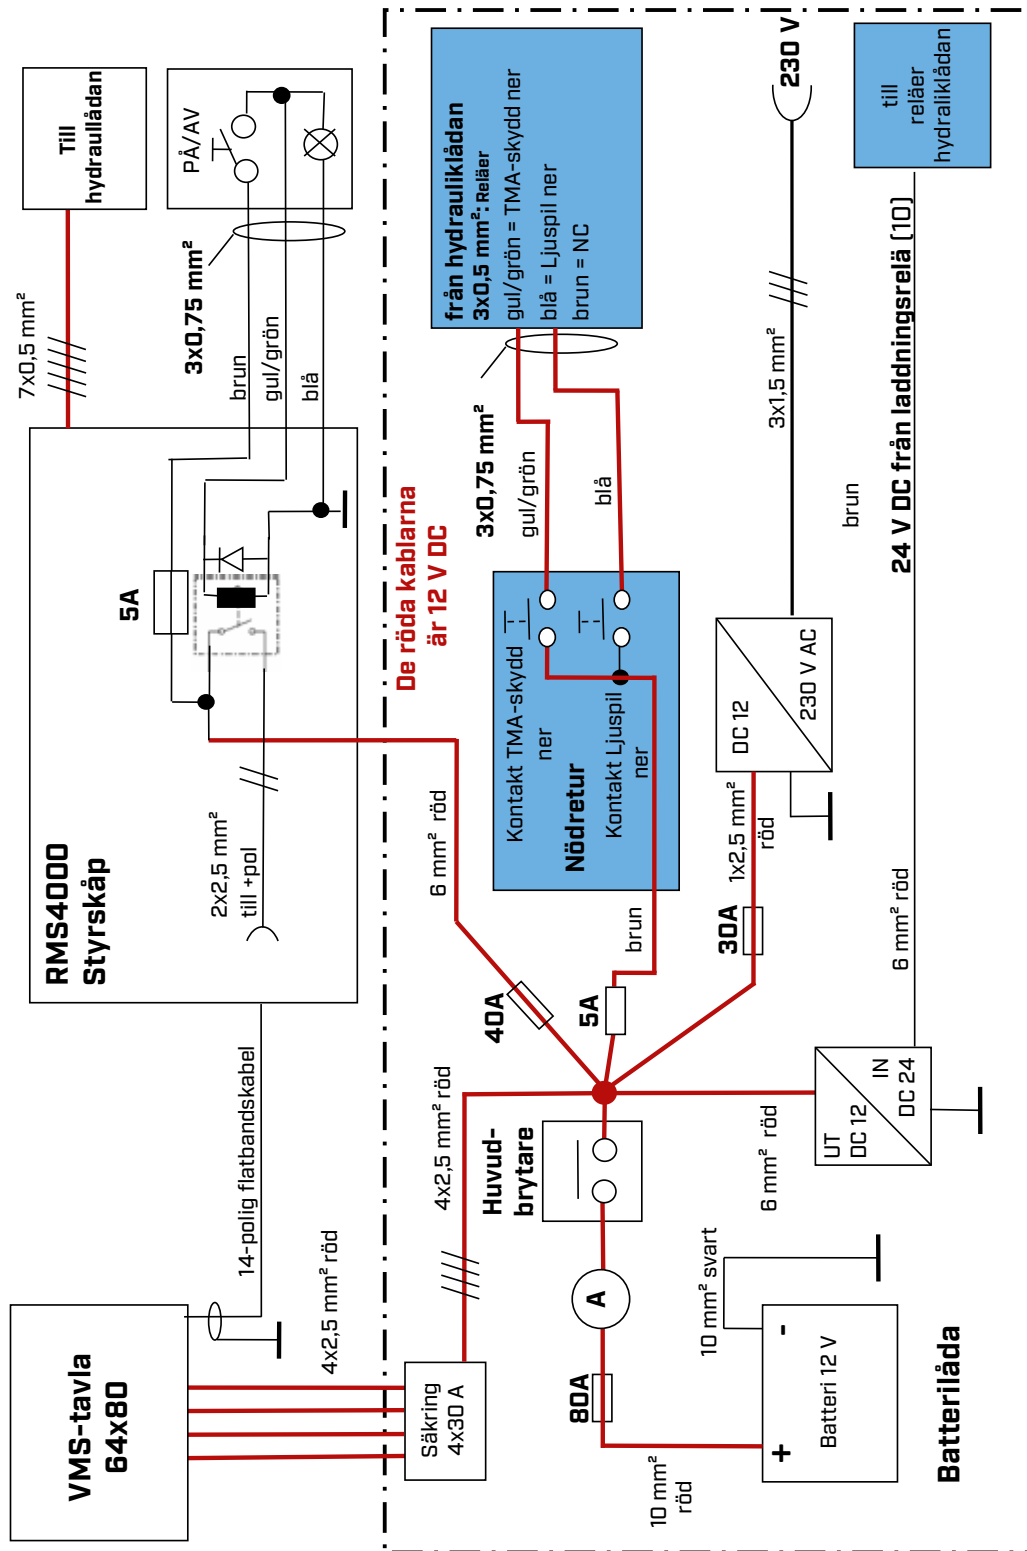 VMS-tavla
64x80
14-polig flatbandskabel
4x2,5 mm² röd
RMS4000
Styrskåp
2x2,5 mm²
till +pol
5A
7x0,5 mm²
Till
hydraullådan
PÅ/AV
3x0,75 mm²
brun
gul/grön
blå
De röda kablarna
är 12 V DC
Säkring
4x30 A
4x2,5 mm² röd
6 mm² röd
40A
Huvud-
brytare
A
80A
10 mm²
röd
5A
brun
Nödretur
Kontakt TMA-skydd
ner
Kontakt Ljuspil
ner
3x0,75 mm²
gul/grön
blå
från hydrauliklådan
3x0,5 mm²: Reläer
gul/grön = TMA-skydd ner
blå = Ljuspil ner
brun = NC
30A
1x2,5 mm²
röd
DC 12
230 V AC
3x1,5 mm²
230 V
brun
10 mm² svart
+
-
Batteri 12 V
Batterilåda
6 mm² röd
UT
DC 12
IN
DC 24
6 mm² röd
24 V DC från laddningsrelä (10)
till
reläer
hydrauliklådan